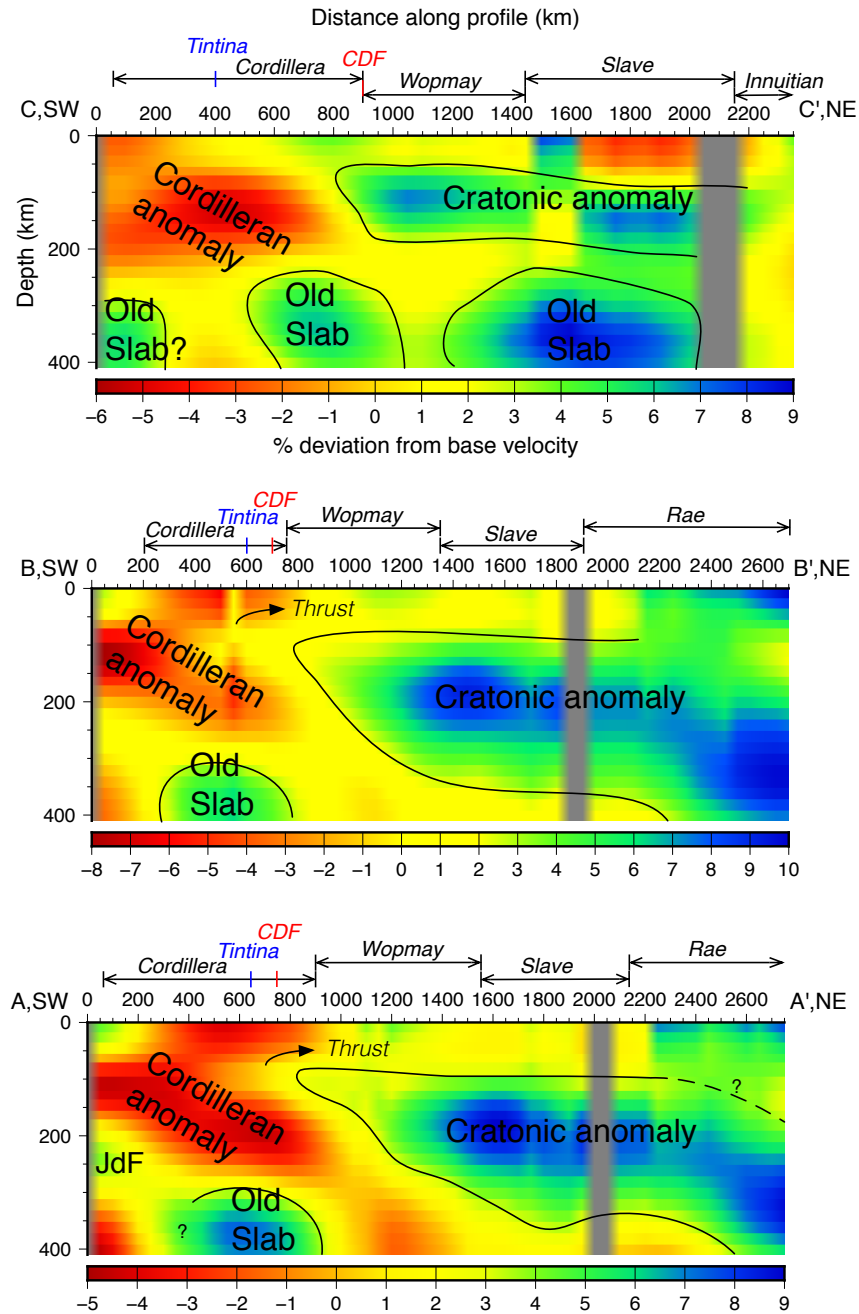 Distance along profile (km)
Tintina
CDF
Cordillera
Wopmay
Slave
Innuitian
C,SW 0 200 400 600 800 1000 1200 1400 1600 1800 2000 2200 C',NE
0
200
400
Depth (km)
Cordilleran
anomaly
Cratonic anomaly
Old
Slab?
Old
Slab
Old
Slab
−6 −5 −4 −3 −2 −1 0 1 2 3 4 5 6 7 8 9
% deviation from base velocity
CDF
Tintina
Cordillera
Wopmay
Slave
Rae
B,SW 0 200 400 600 800 1000 1200 1400 1600 1800 2000 2200 2400 2600 B',NE
0
200
400
Thrust
Cordilleran
anomaly
Cratonic anomaly
Old
Slab
−8 −7 −6 −5 −4 −3 −2 −1 0 1 2 3 4 5 6 7 8 9 10
CDF
Tintina
Cordillera
Wopmay
Slave
Rae
A,SW 0 200 400 600 800 1000 1200 1400 1600 1800 2000 2200 2400 2600 A',NE
0
200
400
Thrust
Cordilleran
anomaly
Cratonic anomaly
?
JdF
Old
Slab
?
−5 −4 −3 −2 −1 0 1 2 3 4 5 6 7 8 9